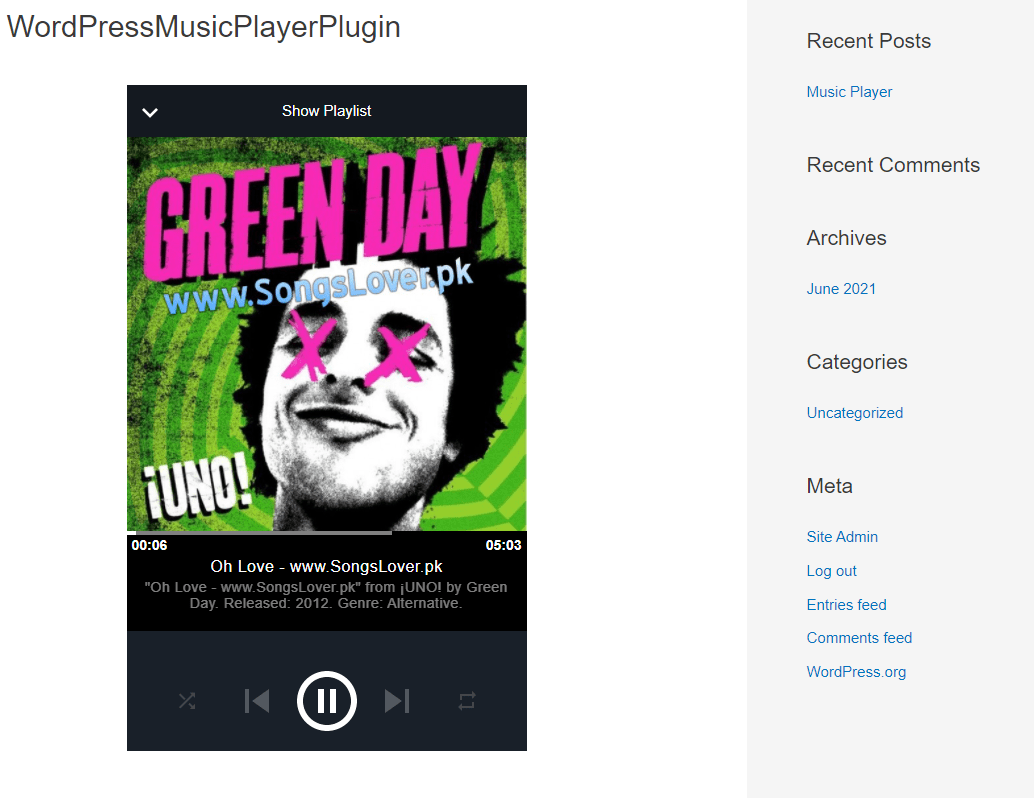 WordPressMusicPlayerPlugin
Show Playlist
GREEN DAY
www.SongsLover.pk
¡UNO!
00:06
05:03
Oh Love - www.SongsLover.pk
"Oh Love - www.SongsLover.pk" from ¡UNO! by Green
Day. Released: 2012. Genre: Alternative.
Recent Posts
Music Player
Recent Comments
Archives
June 2021
Categories
Uncategorized
Meta
Site Admin
Log out
Entries feed
Comments feed
WordPress.org